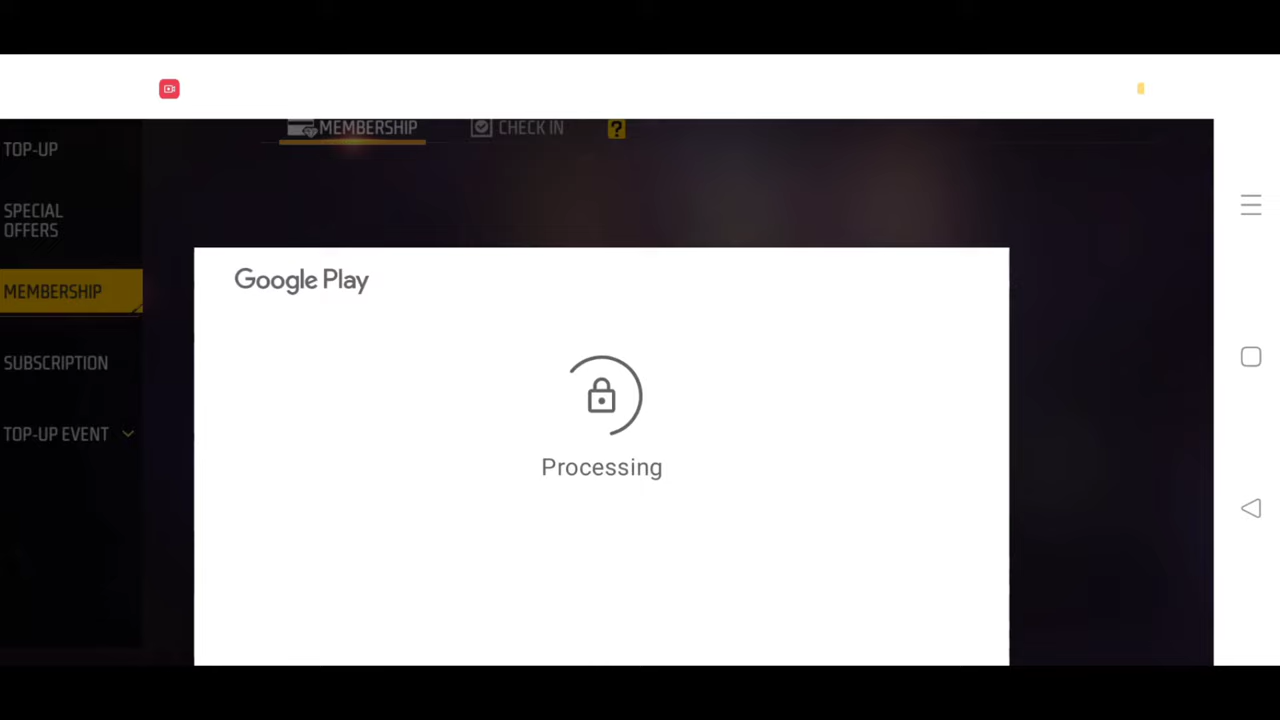 MEMBERSHIP CHECK IN ?
TOP-UP
SPECIAL
OFFERS
MEMBERSHIP
SUBSCRIPTION
TOP-UP EVENT
Google Play
Processing